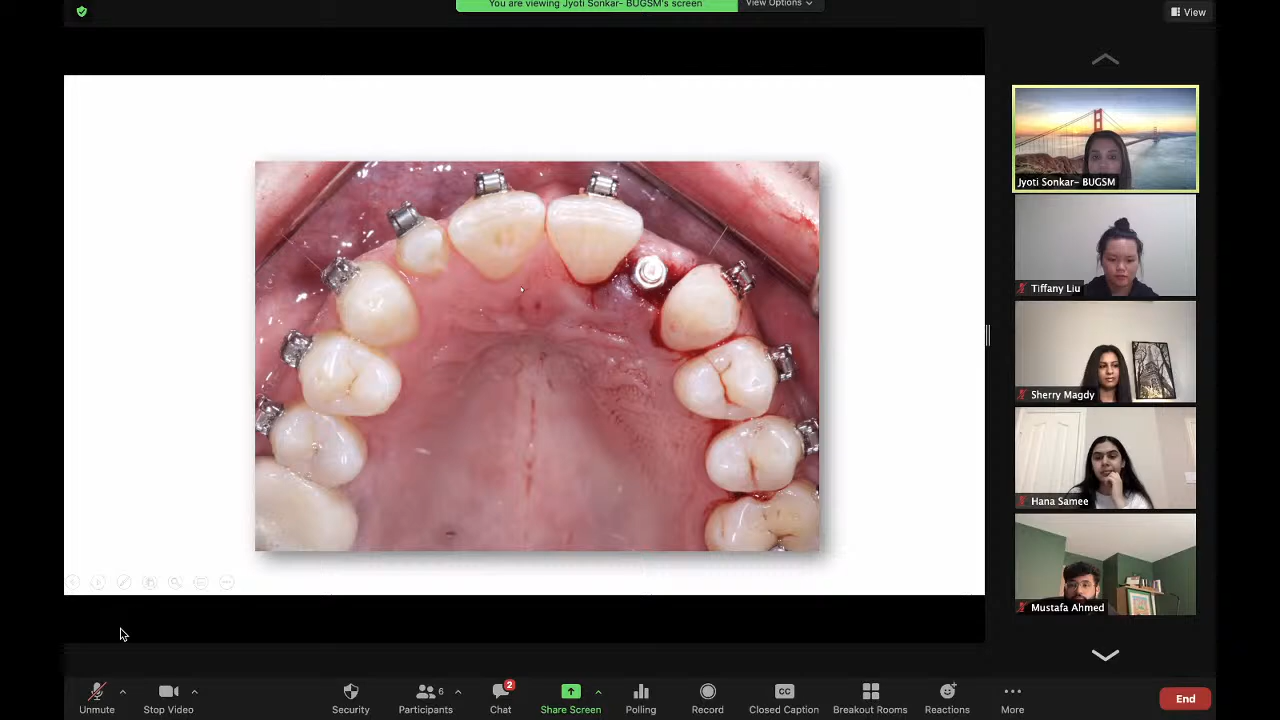 You are viewing Jyoti Sonkar- BUGSM's screen
View Options
View
Jyoti Sonkar- BUGSM
Tiffany Liu
Sherry Magdy
Hana Samee
Mustafa Ahmed
Unmute
Stop Video
Security
6
Participants
2
Chat
Share Screen
Polling
Record
CC
Closed Caption
Breakout Rooms
Reactions
More
End